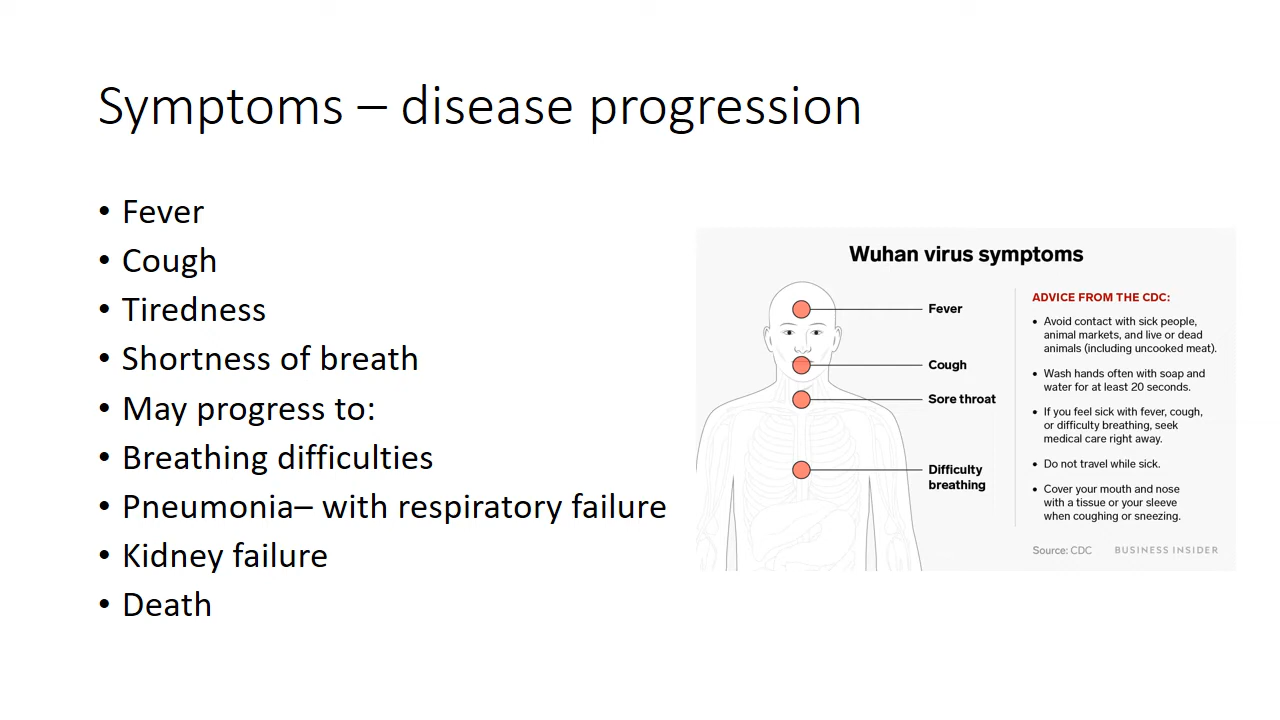 Symptoms – disease progression
• Fever
• Cough
• Tiredness
• Shortness of breath
• May progress to:
• Breathing difficulties
• Pneumonia– with respiratory failure
• Kidney failure
• Death
Wuhan virus symptoms
Fever
Cough
Sore throat
Difficulty
breathing
ADVICE FROM THE CDC:
• Avoid contact with sick people,
animal markets, and live or dead
animals (including uncooked meat).
• Wash hands often with soap and
water for at least 20 seconds.
• If you feel sick with fever, cough,
or difficulty breathing, seek
medical care right away.
• Do not travel while sick.
• Cover your mouth and nose
with a tissue or your sleeve
when coughing or sneezing.
Source: CDC BUSINESS INSIDER